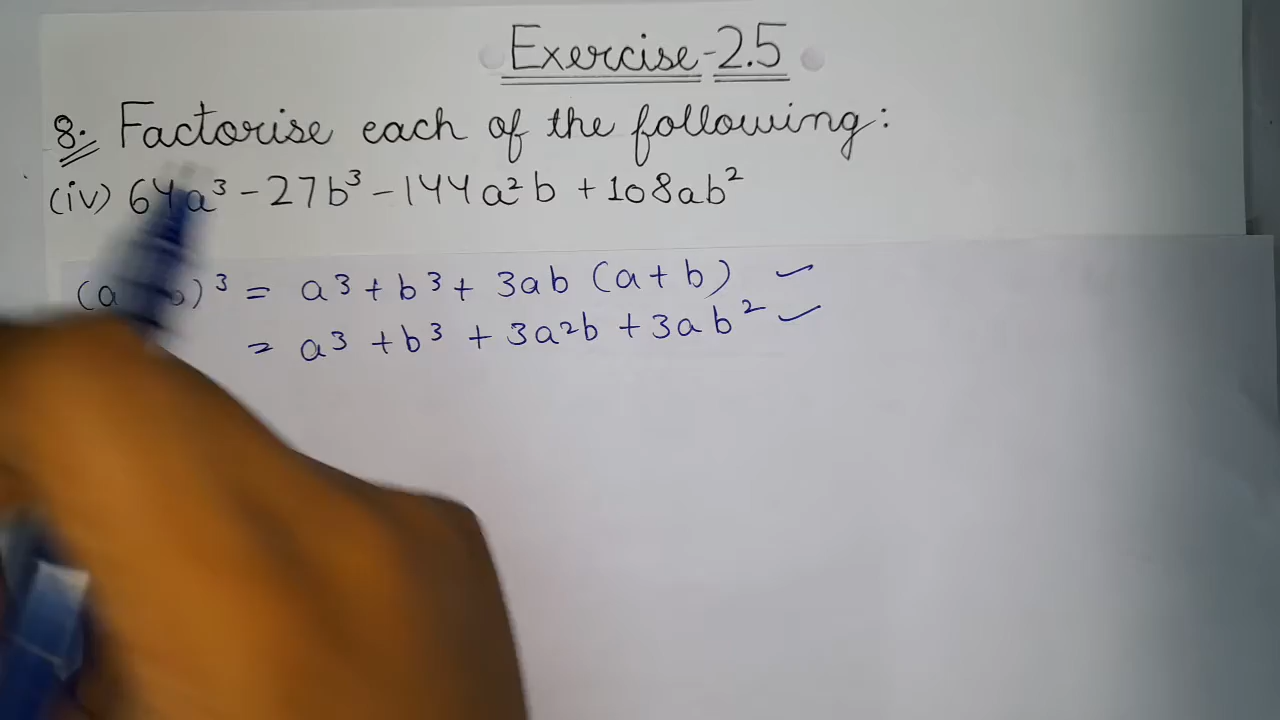 Exercise-2.5
8. Factorise each of the following:
(iv) 64a³ - 27b³ - 144a²b + 108ab²
(a b)³ = a³ + b³ + 3ab (a + b) ✓
= a³ + b³ + 3a²b + 3ab² ✓